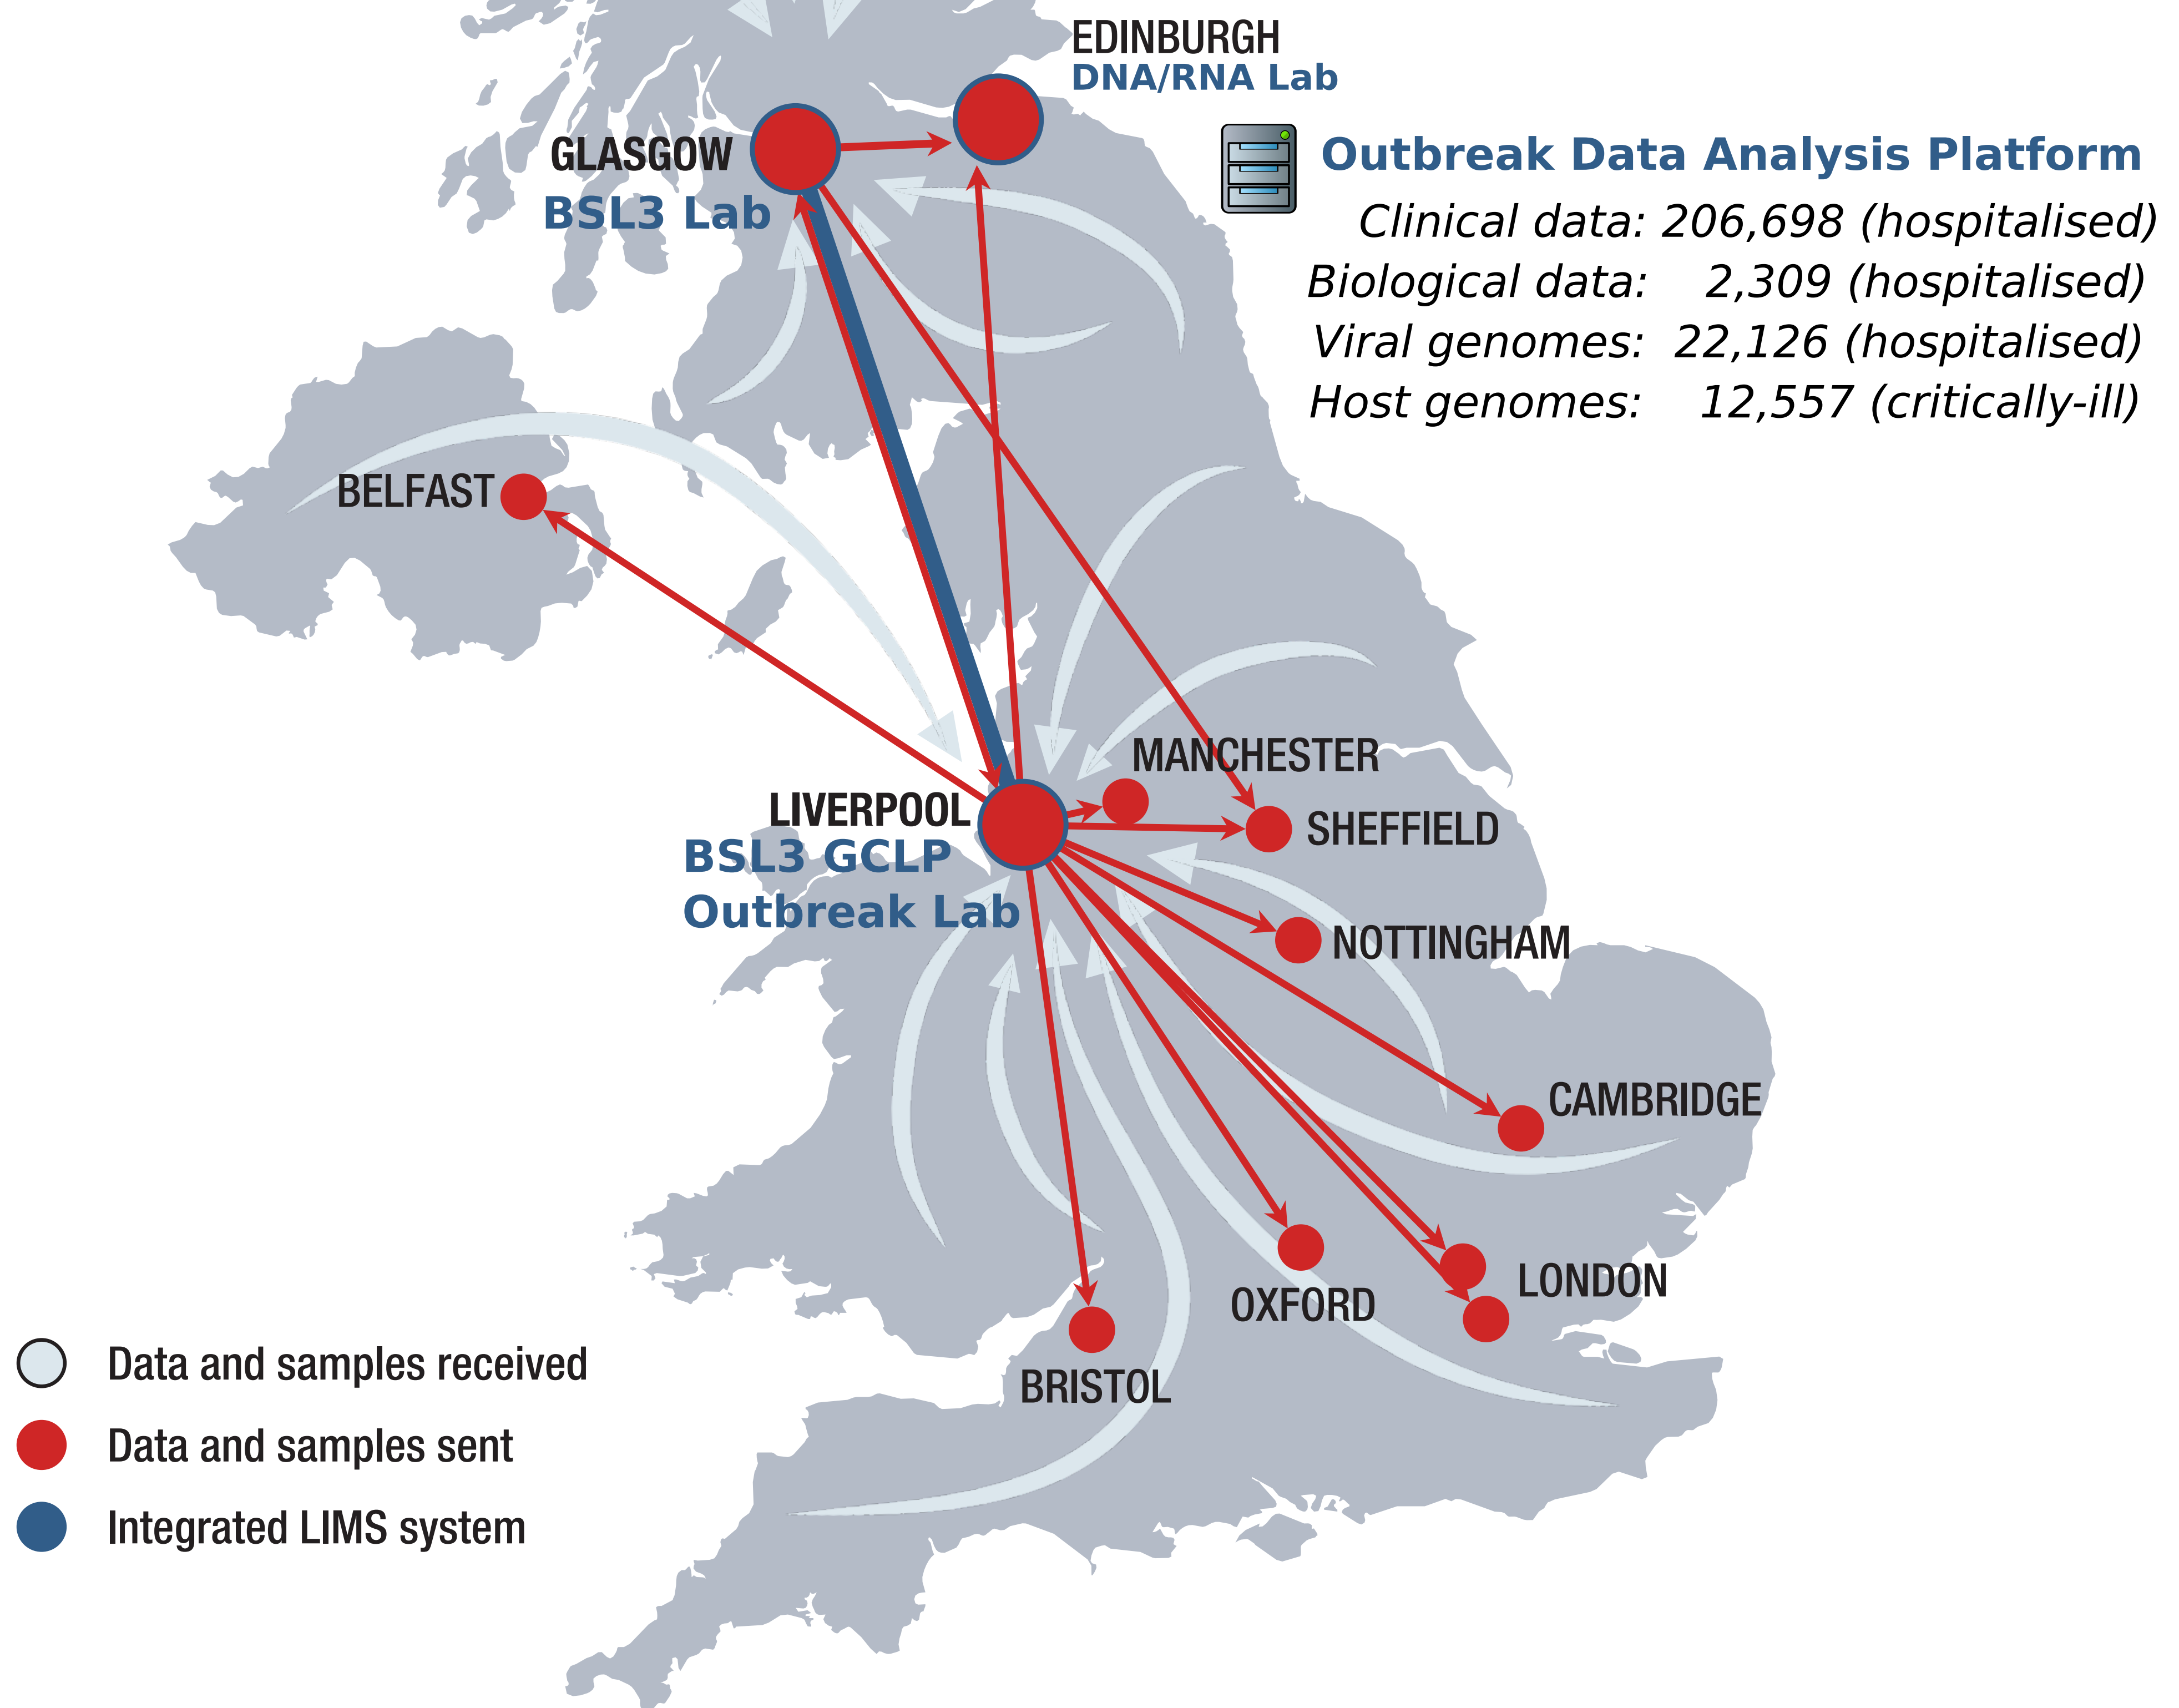 EDINBURGH
DNA/RNA Lab
GLASGOW
BSL3 Lab
Outbreak Data Analysis Platform
Clinical data: 206,698 (hospitalised)
Biological data: 2,309 (hospitalised)
Viral genomes: 22,126 (hospitalised)
Host genomes: 12,557 (critically-ill)
BELFAST
MANCHESTER
LIVERPOOL
BSL3 GCLP
Outbreak Lab
SHEFFIELD
NOTTINGHAM
CAMBRIDGE
LONDON
OXFORD
BRISTOL
Data and samples received
Data and samples sent
Integrated LIMS system